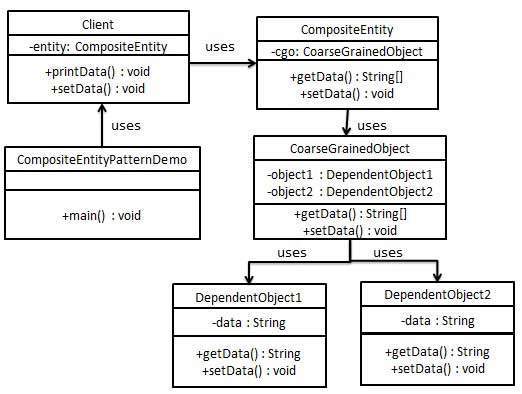 Client
-entity: CompositeEntity
+printData() : void
+setData() : void
uses
CompositeEntity
-cgo: CoarseGrainedObject
+getData() : String[]
+setData() : void
uses
uses
CompositeEntityPatternDemo
+main() : void
CoarseGrainedObject
-object1 : DependentObject1
-object2 : DependentObject2
+getData() : String[]
+setData() : void
uses
uses
DependentObject1
-data : String
+getData() : String
+setData() : void
DependentObject2
-data : String
+getData() : String
+setData() : void